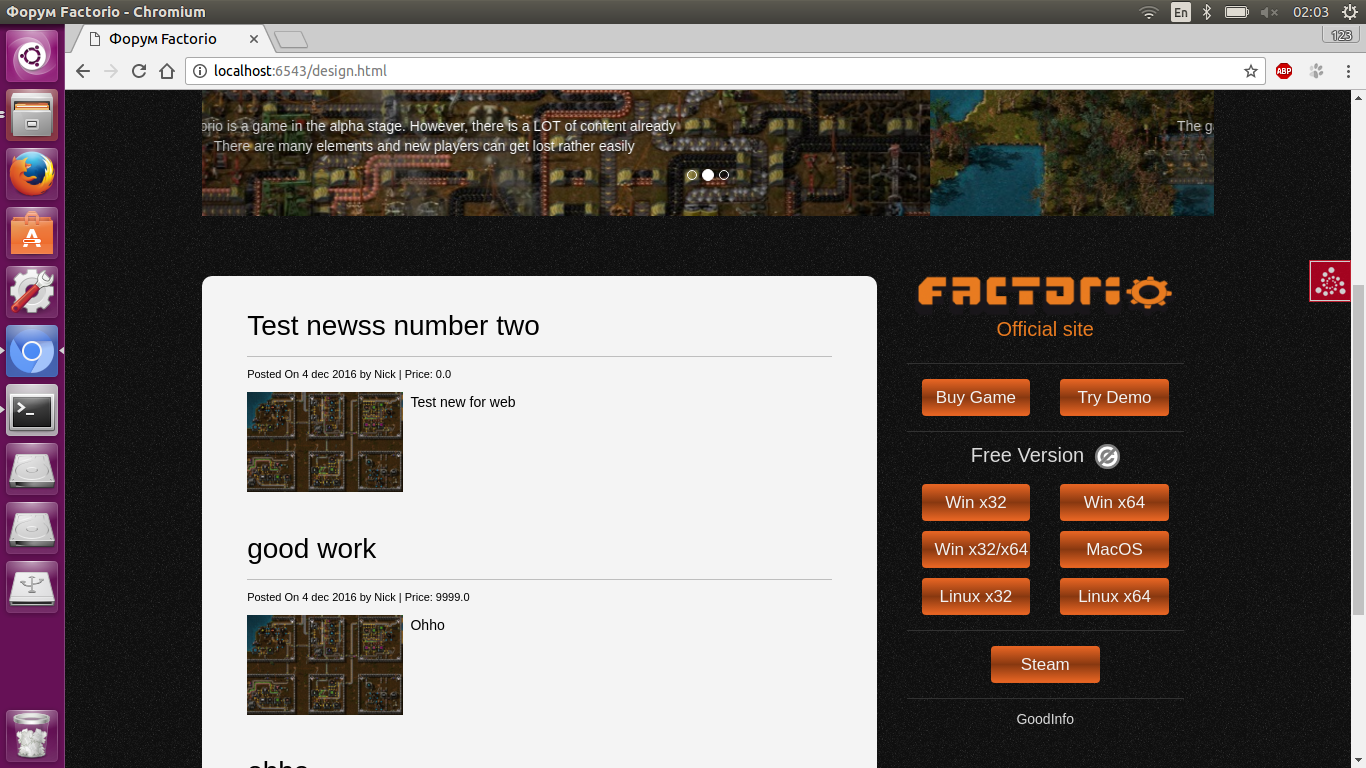 Форум Factorio - Chromium
En
02:03
Форум Factorio
123
localhost:6543/design.html
ABP
orio is a game in the alpha stage. However, there is a LOT of content already
There are many elements and new players can get lost rather easily
The ga
FACTORIO
Official site
Test newss number two
Posted On 4 dec 2016 by Nick | Price: 0.0
Test new for web
Buy Game
Try Demo
Free Version
Win x32
Win x64
Win x32/x64
MacOS
Linux x32
Linux x64
good work
Posted On 4 dec 2016 by Nick | Price: 9999.0
Ohho
Steam
GoodInfo